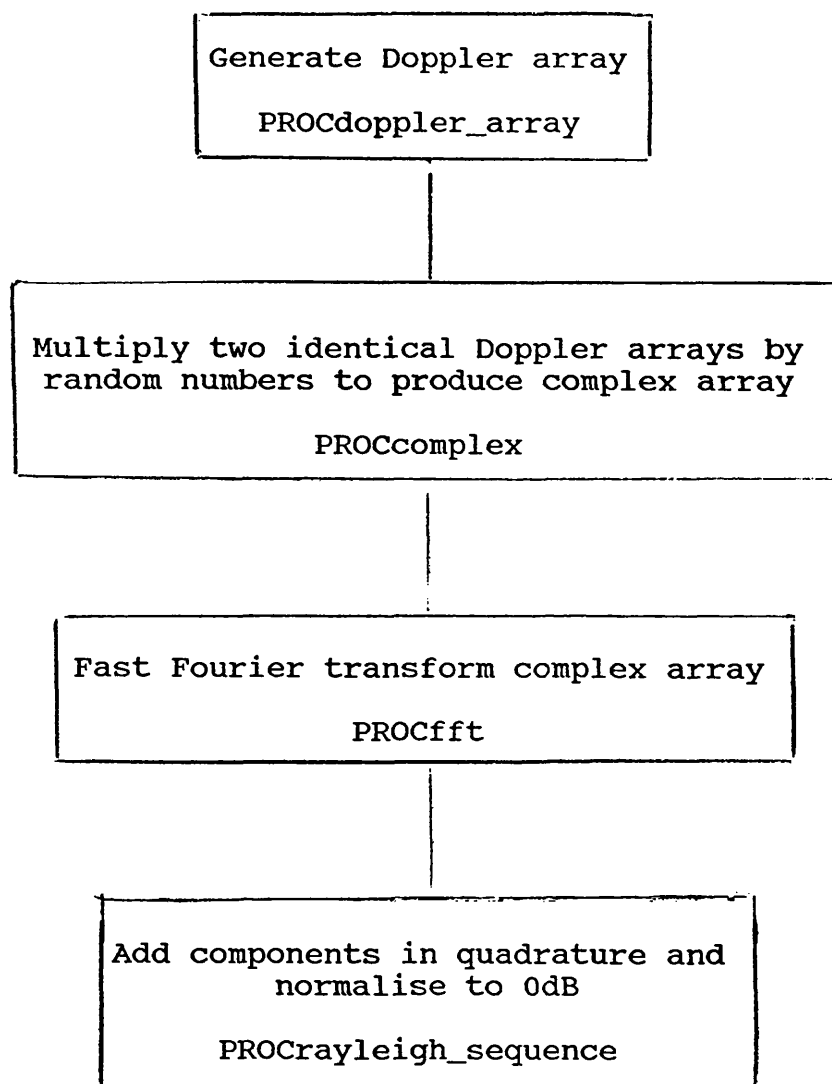 Generate Doppler array
PROCdoppler_array
Multiply two identical Doppler arrays by
random numbers to produce complex array
PROCcomplex
Fast Fourier transform complex array
PROCfft
Add components in quadrature and
normalise to 0dB
PROCrayleigh_sequence